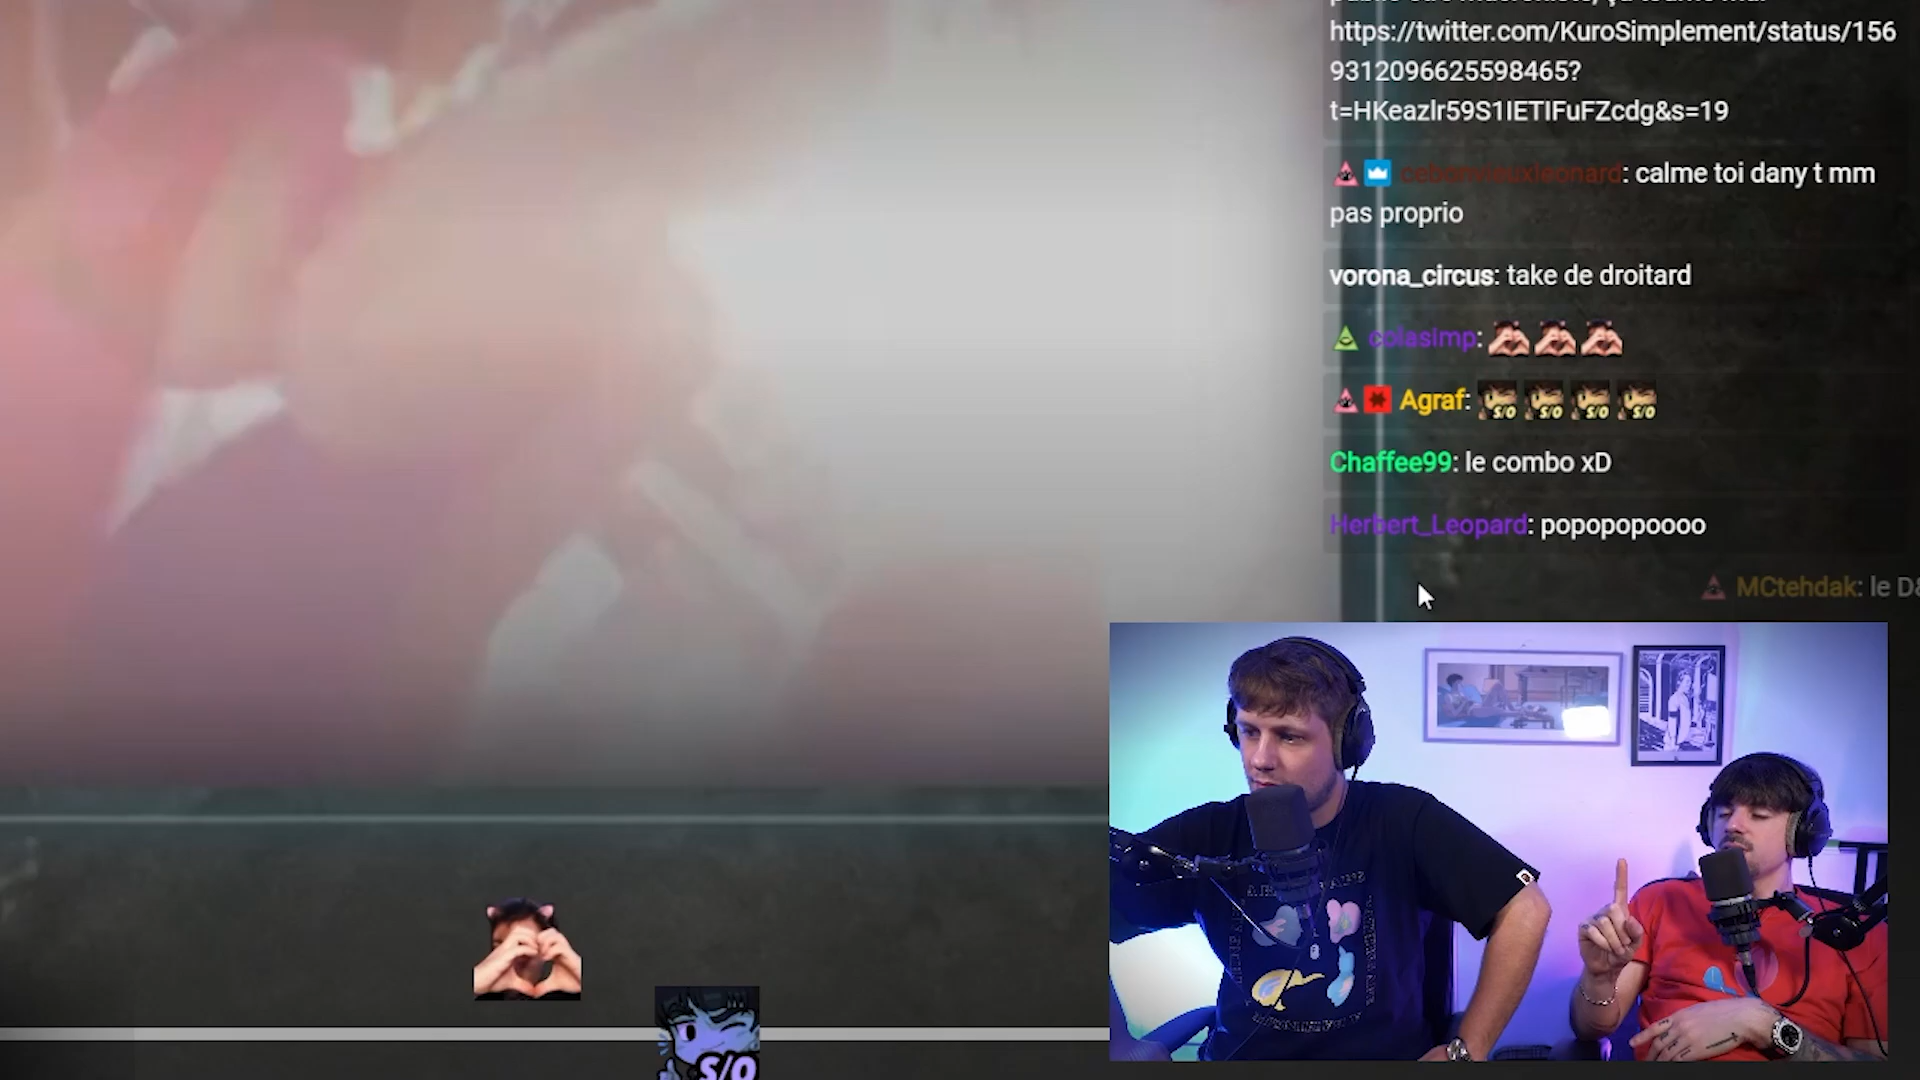 https://twitter.com/KuroSimplement/status/156
9312096625598465?
t=HKeazlr59S1IETIFuFZcdg&s=19
cebonvieuxleonard: calme toi dany t mm
pas proprio
vorona_circus: take de droitard
colasimp:
Agraf: S/O S/O S/O S/O
Chaffee99: le combo xD
Herbert_Leopard: popopopoooo
MCtehdak: le D&
S/O